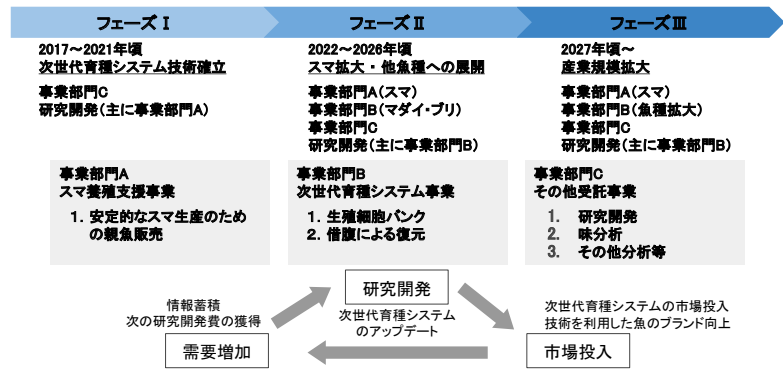 フェーズⅠ
フェーズⅡ
フェーズⅢ
2017～2021年頃
次世代育種システム技術確立
事業部門C
研究開発（主に事業部門A）
2022～2026年頃
スマ拡大・他魚種への展開
事業部門A（スマ）
事業部門B（マダイ・ブリ）
事業部門C
研究開発（主に事業部門B）
2027年頃～
産業規模拡大
事業部門A（スマ）
事業部門B（魚種拡大）
事業部門C
研究開発（主に事業部門B）
事業部門A
スマ養殖支援事業
1. 安定的なスマ生産のため
の親魚販売
事業部門B
次世代育種システム事業
1. 生殖細胞バンク
2. 借腹による復元
事業部門C
その他受託事業
1. 研究開発
2. 味分析
3. その他分析等
研究開発
情報蓄積
次の研究開発費の獲得
次世代育種システム
のアップデート
次世代育種システムの市場投入
技術を利用した魚のブランド向上
需要増加
市場投入